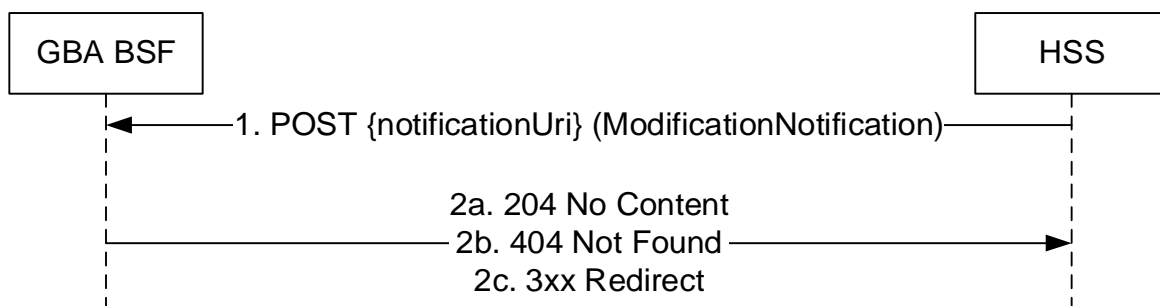 GBA BSF
HSS
1. POST {notificationUri} (ModificationNotification)
2a. 204 No Content
2b. 404 Not Found
2c. 3xx Redirect